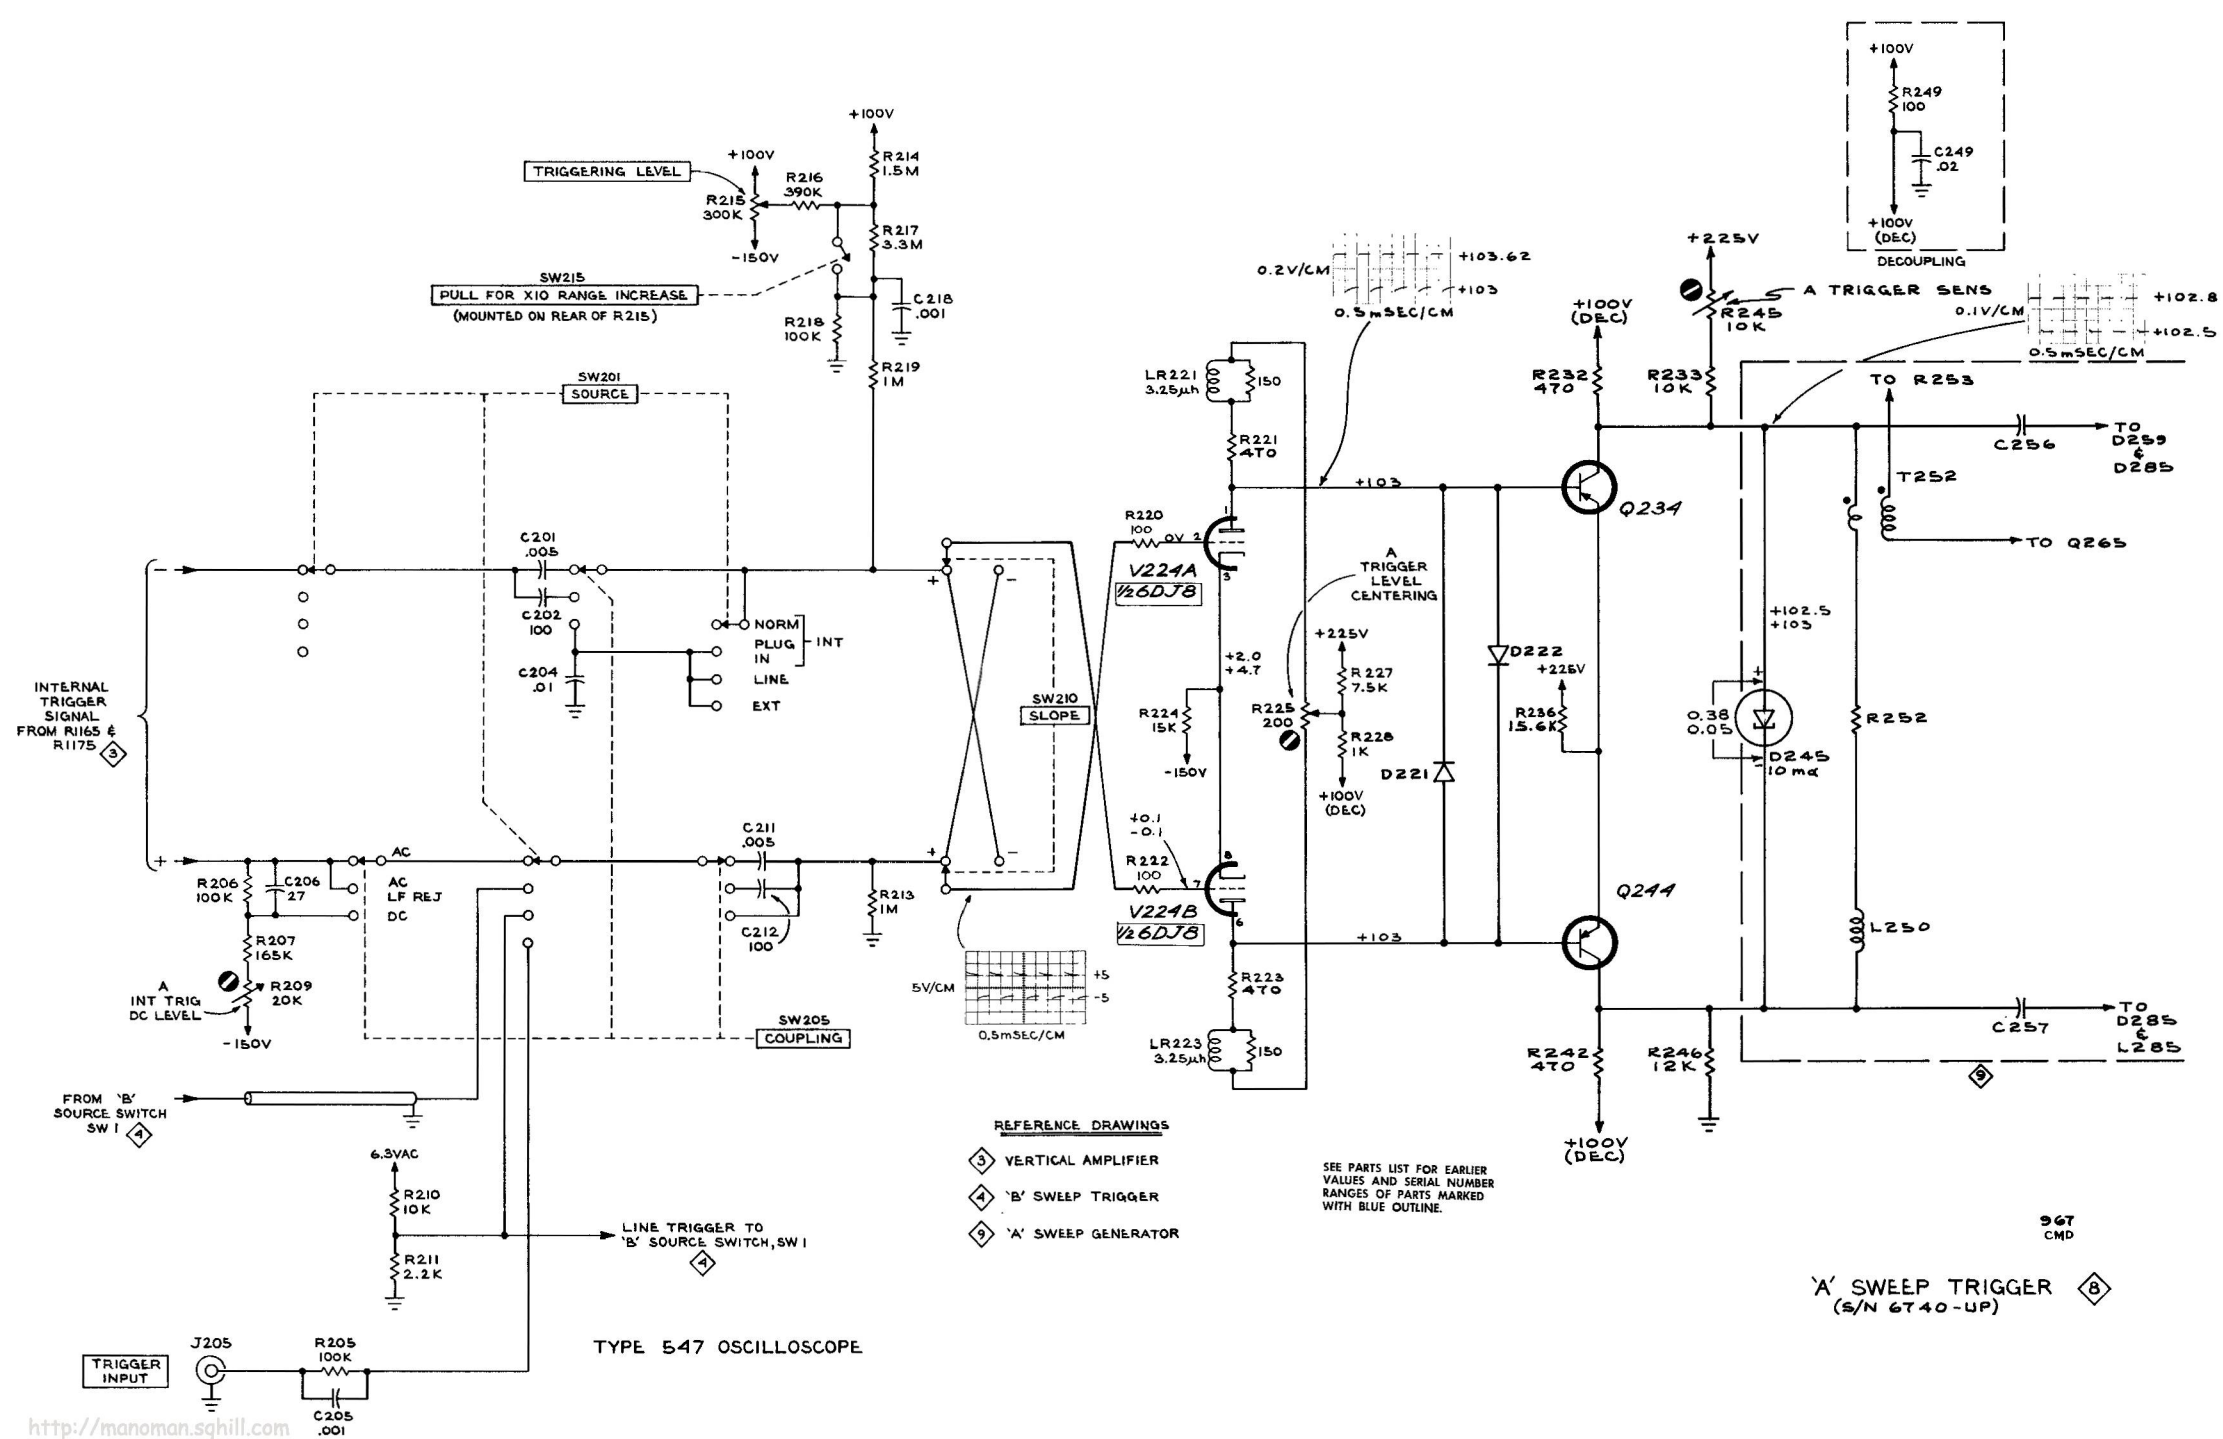 +100V
R249
100
C249
.02
+100V
(DEC)
DECOUPLING
+100V
R214
1.5M
+100V
TRIGGERING LEVEL
R215
300K
R216
390K
-150V
R217
3.3M
SW215
PULL FOR X10 RANGE INCREASE
(MOUNTED ON REAR OF R215)
C218
.001
R218
100K
R219
1M
SW201
SOURCE
0.2V/CM
+103.62
+103
0.5mSEC/CM
+225V
A TRIGGER SENS
R245
10K
0.1V/CM
+102.8
+102.5
0.5mSEC/CM
+100V
(DEC)
R232
470
R233
10K
TO R253
LR221
3.25µh
150
R221
470
+103
Q234
C256
TO
D259
&
D285
T252
TO Q265
C201
.005
C202
100
C204
.01
NORM
PLUG
IN
INT
LINE
EXT
-
+
-
R220
100
0V
2
1
3
V224A
½6DJ8
A
TRIGGER
LEVEL
CENTERING
+2.0
+4.7
R224
15K
-150V
R225
200
+225V
R227
7.5K
R228
1K
+100V
(DEC)
D221
D222
+225V
R236
15.6K
+102.5
+103
+
0.38
0.05
-
D245
10ma
R252
L250
INTERNAL
TRIGGER
SIGNAL
FROM R1165 &
R1175
3
SW210
SLOPE
+
AC
AC
LF REJ
DC
R206
100K
C206
27
R207
165K
A
INT TRIG
DC LEVEL
R209
20K
-150V
C211
.005
C212
100
R213
1M
+
-
SW205
COUPLING
5V/CM
+5
-5
0.5mSEC/CM
+0.1
-0.1
R222
100
7
8
6
V224B
½6DJ8
+103
Q244
R223
470
LR223
3.25µh
150
R242
470
+100V
(DEC)
R246
12K
C257
TO
D285
&
L285
9
FROM 'B'
SOURCE SWITCH
SW1
4
6.3VAC
R210
10K
R211
2.2K
LINE TRIGGER TO
'B' SOURCE SWITCH, SW1
4
REFERENCE DRAWINGS
3 VERTICAL AMPLIFIER
4 'B' SWEEP TRIGGER
9 'A' SWEEP GENERATOR
SEE PARTS LIST FOR EARLIER
VALUES AND SERIAL NUMBER
RANGES OF PARTS MARKED
WITH BLUE OUTLINE.
967
CMD
'A' SWEEP TRIGGER 8
(S/N 6740-UP)
TYPE 547 OSCILLOSCOPE
TRIGGER
INPUT
J205
R205
100K
C205
.001
http://manoman.sqhill.com